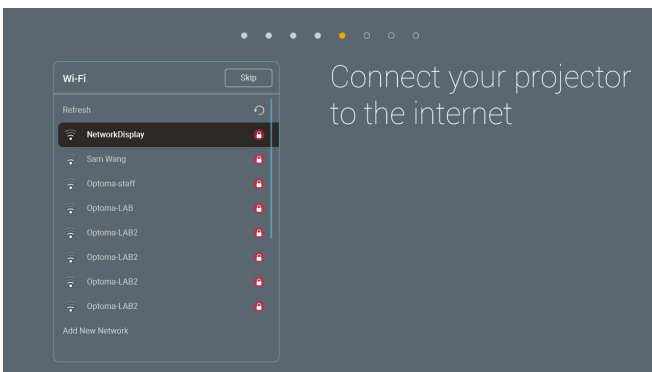 Wi-Fi
Skip
Refresh
NetworkDisplay
Sam Wang
Optoma-staff
Optoma-LAB
Optoma-LAB2
Optoma-LAB2
Optoma-LAB2
Optoma-LAB2
Add New Network
Connect your projector
to the internet